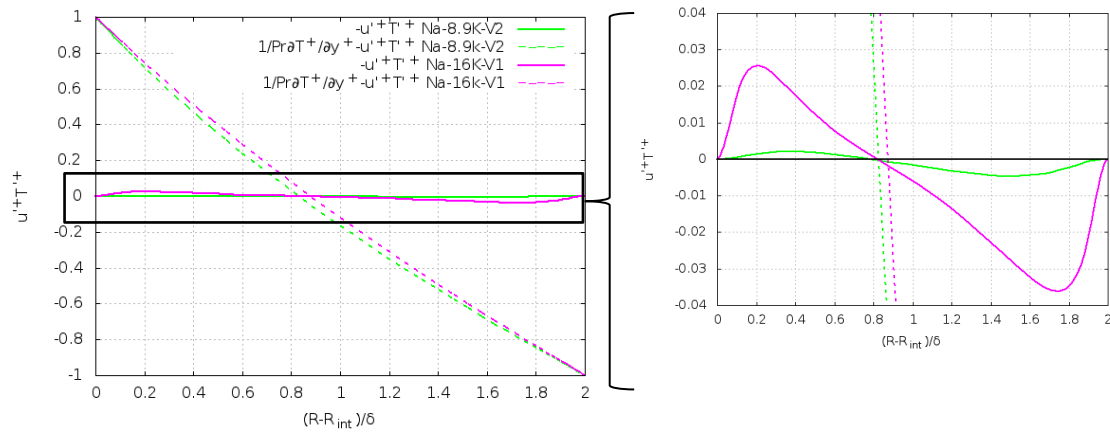 -u'+T'+ Na-8.9K-V2
1/Pr∂T+/∂y+-u'+T'+ Na-8.9k-V2
-u'+T'+ Na-16K-V1
1/Pr∂T+/∂y+-u'+T'+ Na-16k-V1
1
0.8
0.6
0.4
0.2
0
-0.2
-0.4
-0.6
-0.8
-1
u'+T'+
0 0.2 0.4 0.6 0.8 1 1.2 1.4 1.6 1.8 2
(R-Rint)/δ
0.04
0.03
0.02
0.01
0
-0.01
-0.02
-0.03
-0.04
u'+T'+
0 0.2 0.4 0.6 0.8 1 1.2 1.4 1.6 1.8 2
(R-Rint)/δ